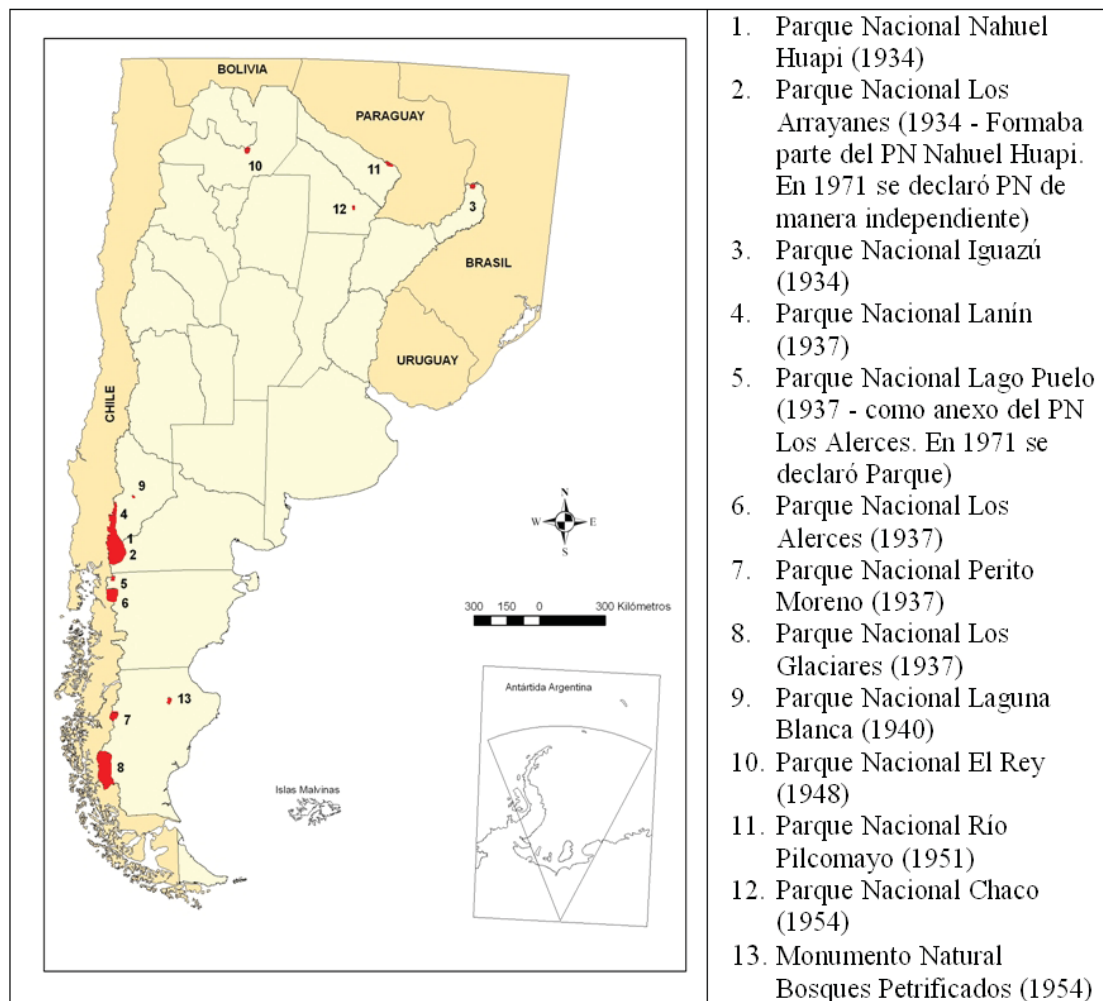 BOLIVIA
PARAGUAY
10
11
12
3
BRASIL
URUGUAY
CHILE
9
4
1
2
5
6
N
W E
S
300 150 0 300 Kilómetros
13
7
8
Antártida Argentina
Islas Malvinas
1. Parque Nacional Nahuel
Huapi (1934)
2. Parque Nacional Los
Arrayanes (1934 - Formaba
parte del PN Nahuel Huapi.
En 1971 se declaró PN de
manera independiente)
3. Parque Nacional Iguazú
(1934)
4. Parque Nacional Lanín
(1937)
5. Parque Nacional Lago Puelo
(1937 - como anexo del PN
Los Alerces. En 1971 se
declaró Parque)
6. Parque Nacional Los
Alerces (1937)
7. Parque Nacional Perito
Moreno (1937)
8. Parque Nacional Los
Glaciares (1937)
9. Parque Nacional Laguna
Blanca (1940)
10. Parque Nacional El Rey
(1948)
11. Parque Nacional Río
Pilcomayo (1951)
12. Parque Nacional Chaco
(1954)
13. Monumento Natural
Bosques Petrificados (1954)